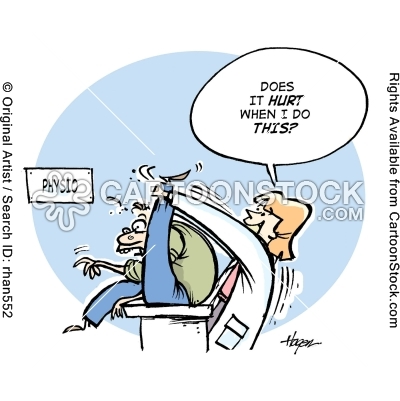 DOES
IT HURT
WHEN I DO
THIS?
PHYSIO
CARTOONSTOCK
.com
Hagen
© Original Artist / Search ID: rhan552
Rights Available from CartoonStock.com